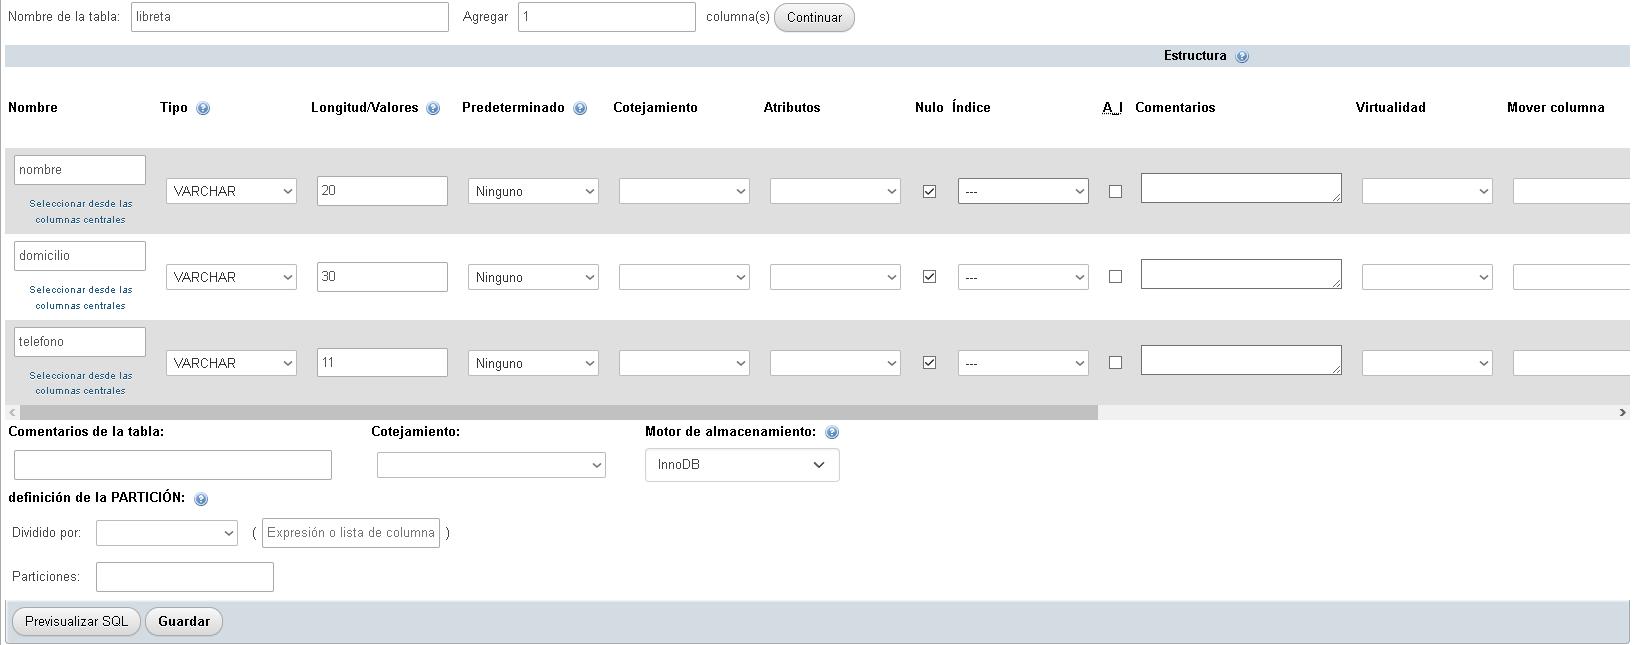 Nombre de la tabla: libreta Agregar 1 columna(s) Continuar
Estructura
Nombre Tipo Longitud/Valores Predeterminado Cotejamiento Atributos Nulo Índice A_I Comentarios Virtualidad Mover columna
nombre
VARCHAR 20 Ninguno ---
Seleccionar desde las
columnas centrales
domicilio
VARCHAR 30 Ninguno ---
Seleccionar desde las
columnas centrales
telefono
VARCHAR 11 Ninguno ---
Seleccionar desde las
columnas centrales
Comentarios de la tabla: Cotejamiento: Motor de almacenamiento:
InnoDB
definición de la PARTICIÓN:
Dividido por: ( Expresión o lista de columna )
Particiones:
Previsualizar SQL Guardar